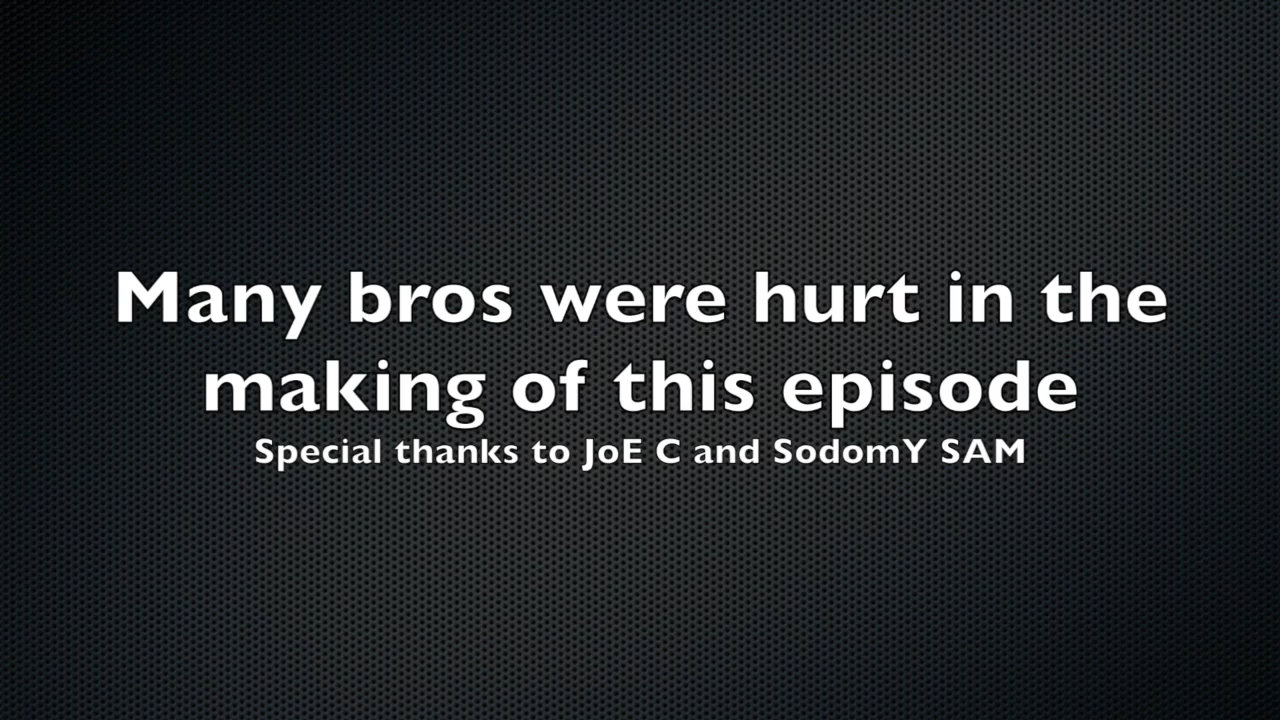 Many bros were hurt in the
making of this episode
Special thanks to JoE C and SodomY SAM